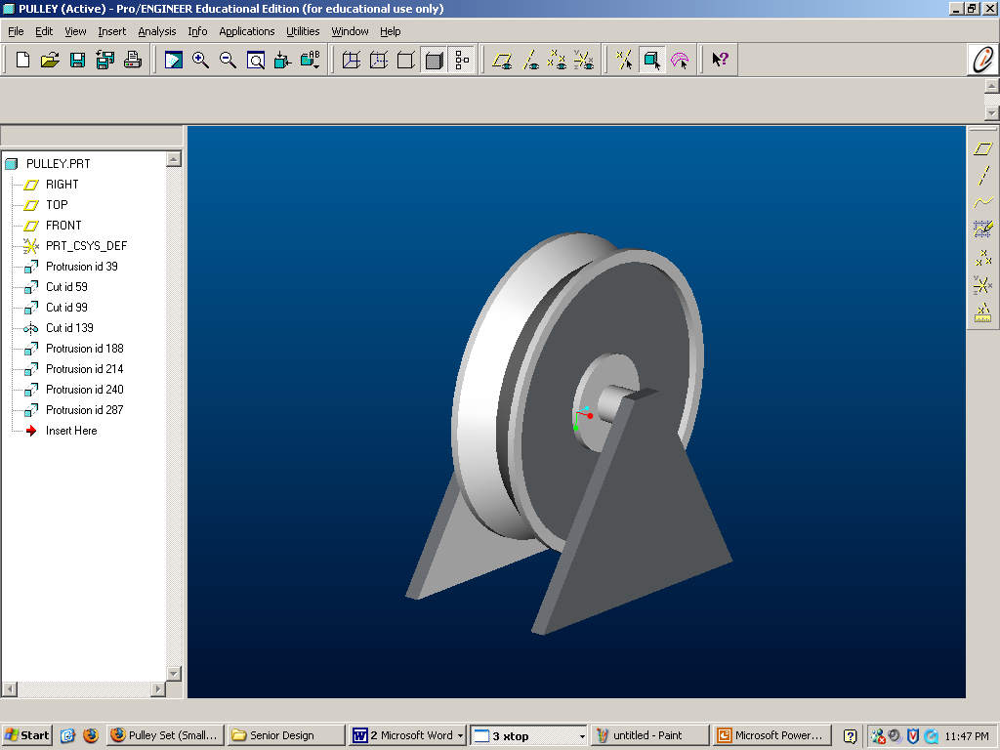 PULLEY (Active) - Pro/ENGINEER Educational Edition (for educational use only)
File Edit View Insert Analysis Info Applications Utilities Window Help
PULLEY.PRT
RIGHT
TOP
FRONT
PRT_CSYS_DEF
Protrusion id 39
Cut id 59
Cut id 99
Cut id 139
Protrusion id 188
Protrusion id 214
Protrusion id 240
Protrusion id 287
Insert Here
Start Pulley Set (Small... Senior Design 2 Microsoft Word 3 xtop untitled - Paint Microsoft Power... 11:47 PM